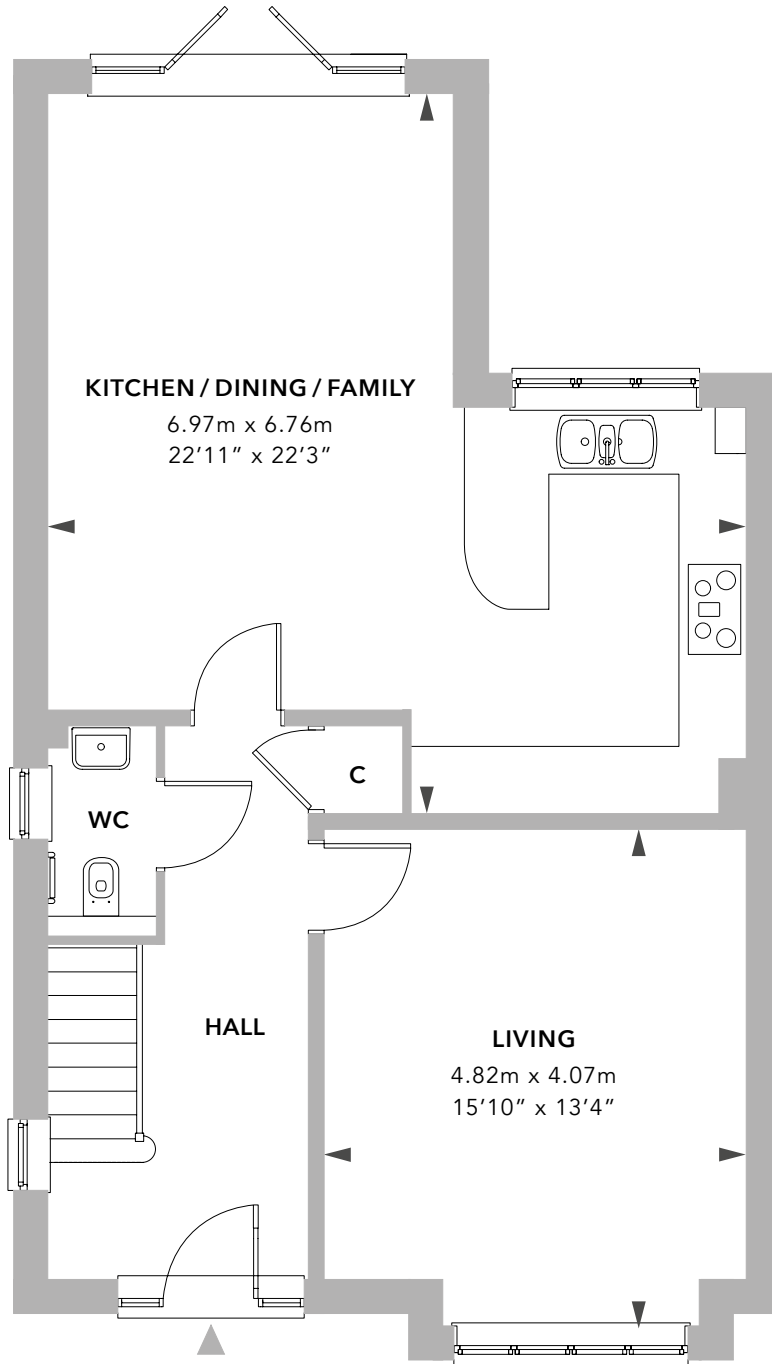 KITCHEN / DINING / FAMILY
6.97m x 6.76m
22’11” x 22’3”
C
WC
HALL
LIVING
4.82m x 4.07m
15’10” x 13’4”